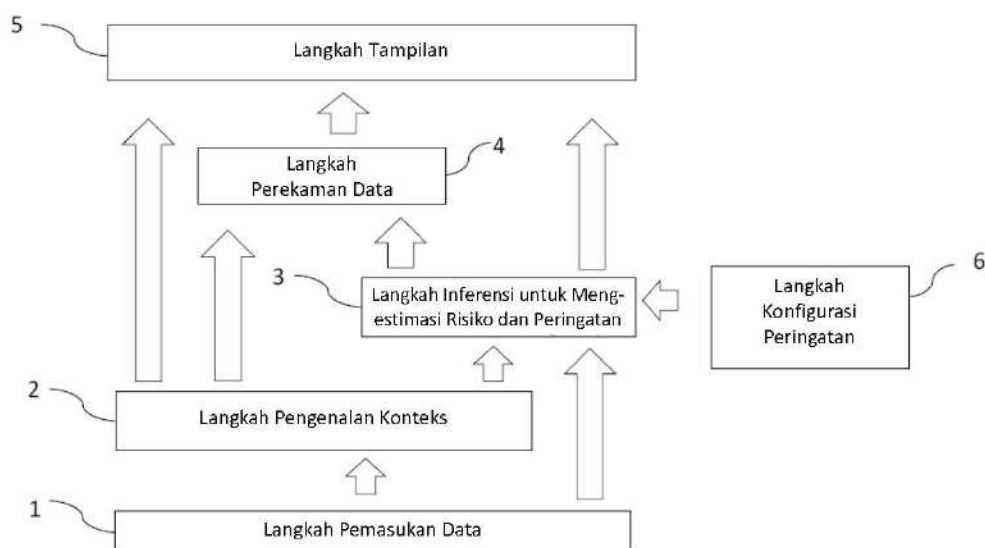 5
Langkah Tampilan
4
Langkah
Perekaman Data
3
Langkah Inferensi untuk Meng-
estimasi Risiko dan Peringatan
6
Langkah
Konfigurasi
Peringatan
2
Langkah Pengenalan Konteks
1
Langkah Pemasukan Data